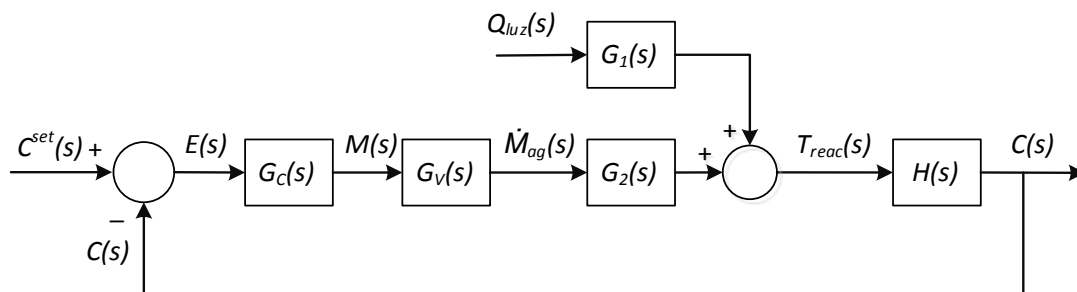 Q_luz(s)
G_1(s)
C^set(s) +
E(s)
G_C(s)
M(s)
G_V(s)
Ṁ_ag(s)
G_2(s)
+
+
T_reac(s)
H(s)
C(s)
−
C(s)